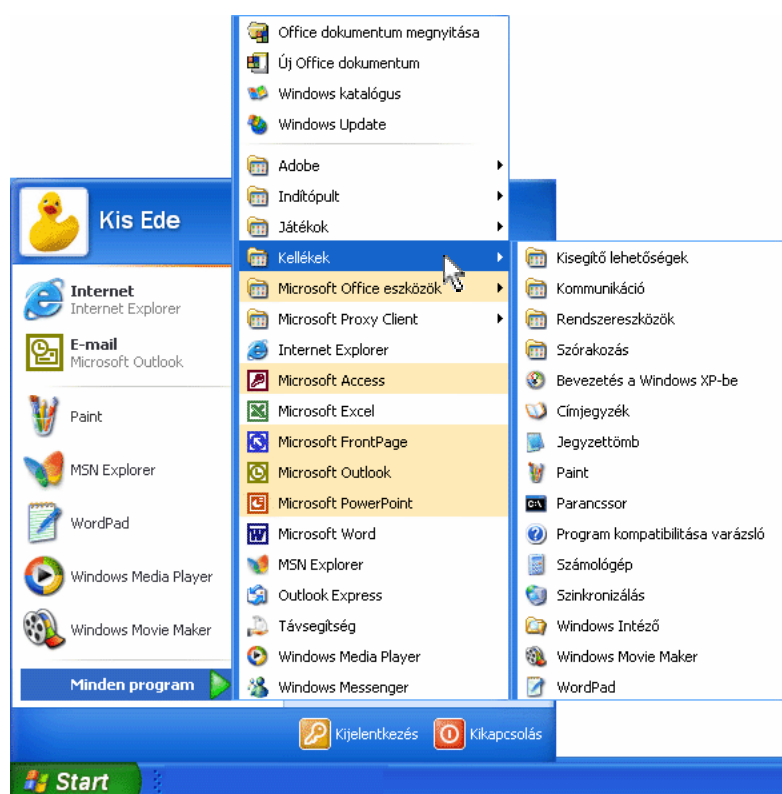 Office dokumentum megnyitása
Új Office dokumentum
Windows katalógus
Windows Update
Adobe
Indítópult
Játékok
Kellékek
Microsoft Office eszközök
Microsoft Proxy Client
Internet Explorer
Microsoft Access
Microsoft Excel
Microsoft FrontPage
Microsoft Outlook
Microsoft PowerPoint
Microsoft Word
MSN Explorer
Outlook Express
Távsegítség
Windows Media Player
Windows Messenger
Kis Ede
Internet
Internet Explorer
E-mail
Microsoft Outlook
Paint
MSN Explorer
WordPad
Windows Media Player
Windows Movie Maker
Minden program
Kisegítő lehetőségek
Kommunikáció
Rendszereszközök
Szórakozás
Bevezetés a Windows XP-be
Címjegyzék
Jegyzettömb
Paint
Parancssor
Program kompatibilitása varázsló
Számológép
Szinkronizálás
Windows Intéző
Windows Movie Maker
WordPad
Kijelentkezés
Kikapcsolás
Start